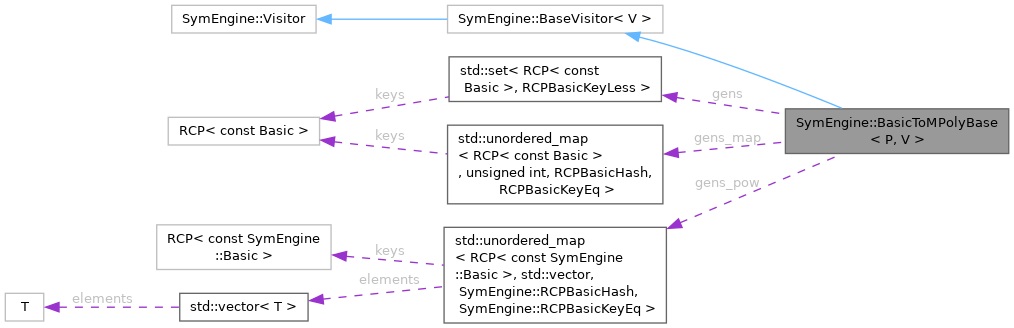 SymEngine::Visitor
SymEngine::BaseVisitor< V >
std::set< RCP< const
Basic >, RCPBasicKeyLess >
keys
gens
RCP< const Basic >
SymEngine::BasicToMPolyBase
< P, V >
keys
gens_map
std::unordered_map
< RCP< const Basic >
, unsigned int, RCPBasicHash,
RCPBasicKeyEq >
gens_pow
RCP< const SymEngine
::Basic >
keys
std::unordered_map
< RCP< const SymEngine
::Basic >, std::vector,
SymEngine::RCPBasicHash,
SymEngine::RCPBasicKeyEq >
elements
T
elements
std::vector< T >